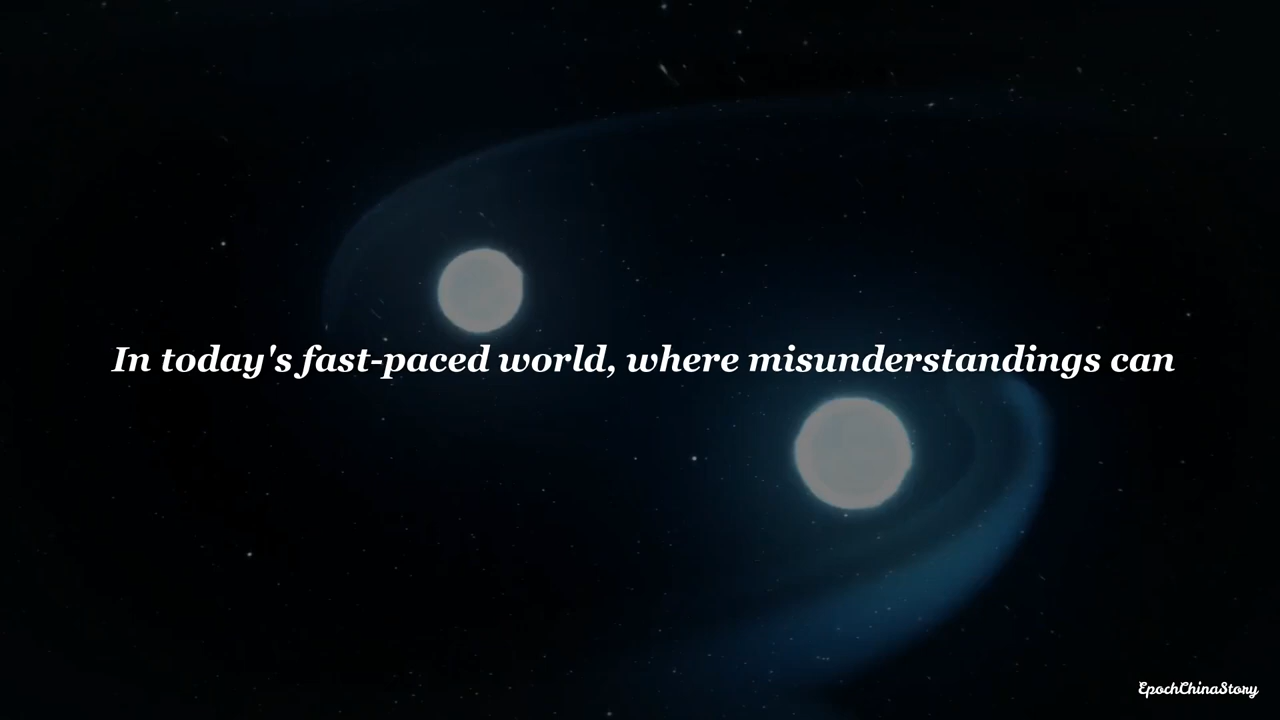 In today's fast-paced world, where misunderstandings can
EpochChinaStory